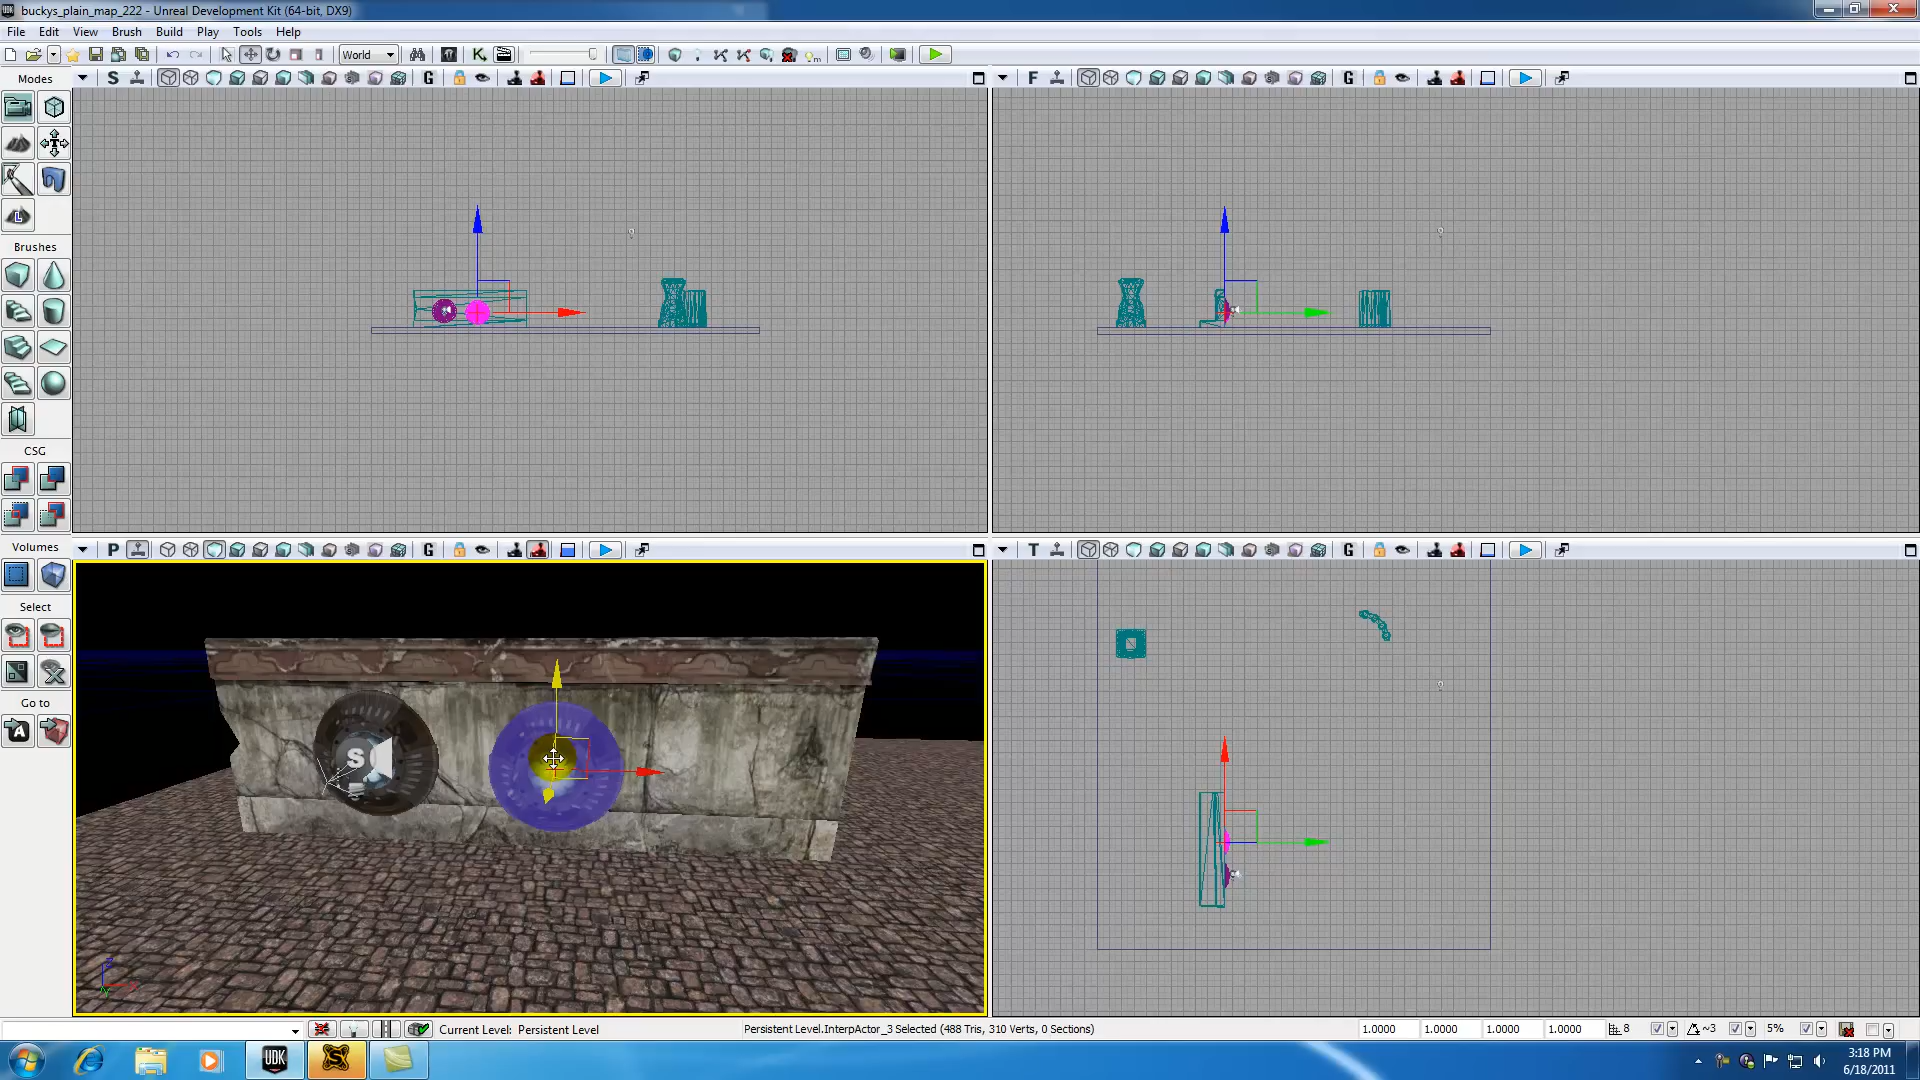 buckys_plain_map_222 - Unreal Development Kit (64-bit, DX9)
File Edit View Brush Build Play Tools Help
World
Modes
S G
F G
L
Brushes
CSG
Volumes
P G
T G
Select
Go to
A
S
Current Level: Persistent Level
Persistent Level.InterpActor_3 Selected (488 Tris, 310 Verts, 0 Sections)
1.0000 1.0000 1.0000 1.0000 8 ~3 5%
UDK
3:18 PM
6/18/2011